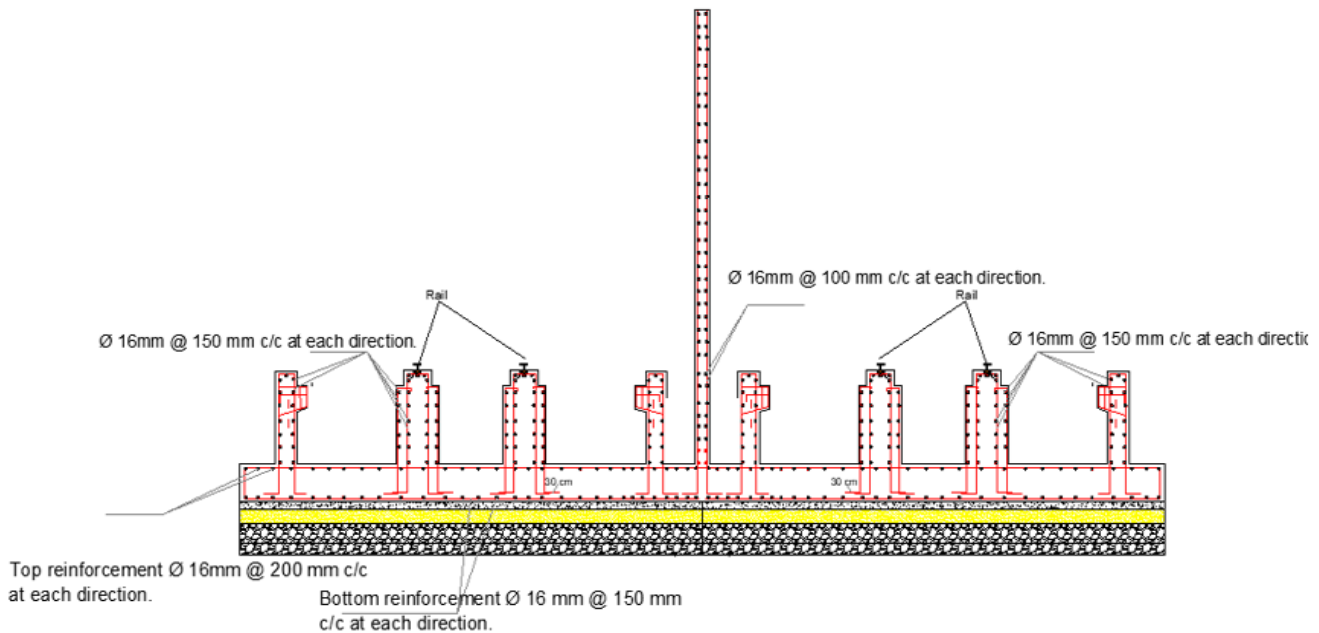 Ø 16mm @ 100 mm c/c at each direction.
Rail
Rail
Ø 16mm @ 150 mm c/c at each direction.
Ø 16mm @ 150 mm c/c at each directic
30 cm
30 cm
Top reinforcement Ø 16mm @ 200 mm c/c
at each direction.
Bottom reinforcement Ø 16 mm @ 150 mm
c/c at each direction.